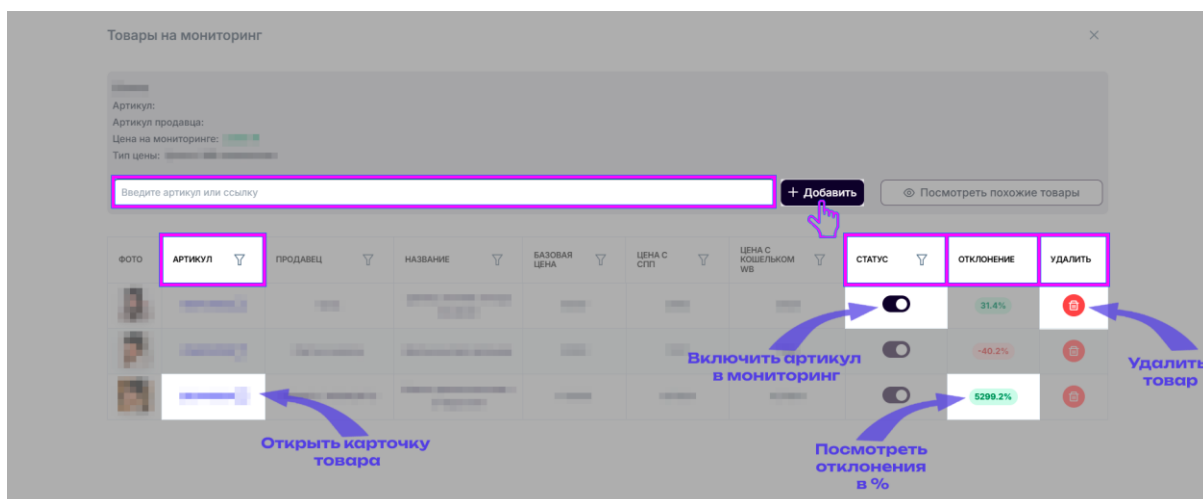 Товары на мониторинг
Артикул:
Артикул продавца:
Цена на мониторинге:
Тип цены:
Введите артикул или ссылку
+ Добавить
Посмотреть похожие товары
ФОТО
АРТИКУЛ
ПРОДАВЕЦ
НАЗВАНИЕ
БАЗОВАЯ
ЦЕНА
ЦЕНА С
СПП
ЦЕНА С
КОШЕЛЬКОМ
WB
СТАТУС
ОТКЛОНЕНИЕ
УДАЛИТЬ
31.4%
-40.2%
Включить артикул
в мониторинг
Удалить
товар
5299.2%
Открыть карточку
товара
Посмотреть
отклонения
в %